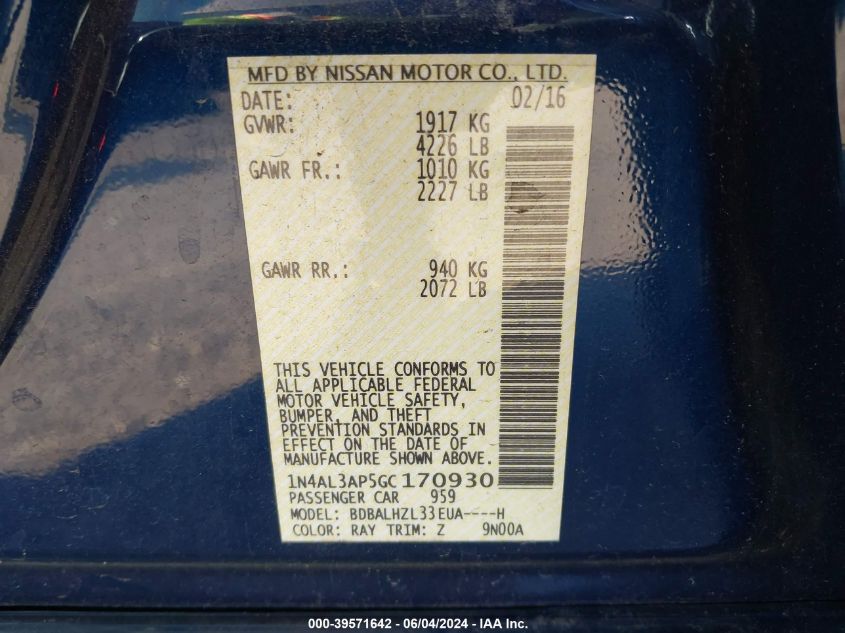 MFD BY NISSAN MOTOR CO., LTD.
DATE: 02/16
GVWR: 1917 KG
4226 LB
GAWR FR.: 1010 KG
2227 LB
GAWR RR.: 940 KG
2072 LB
THIS VEHICLE CONFORMS TO
ALL APPLICABLE FEDERAL
MOTOR VEHICLE SAFETY,
BUMPER, AND THEFT
PREVENTION STANDARDS IN
EFFECT ON THE DATE OF
MANUFACTURE SHOWN ABOVE.
1N4AL3AP5GC170930
PASSENGER CAR 959
MODEL: BDBALHZL33EUA----H
COLOR: RAY TRIM: Z 9N00A
000-39571642 - 06/04/2024 - IAA Inc.